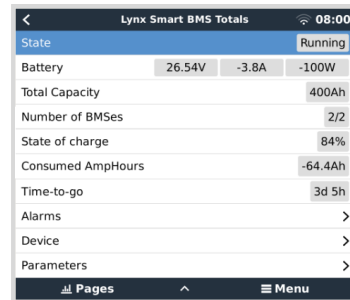 Lynx Smart BMS Totals 08:00
State Running
Battery 26.54V -3.8A -100W
Total Capacity 400Ah
Number of BMSes 2/2
State of charge 84%
Consumed AmpHours -64.4Ah
Time-to-go 3d 5h
Alarms
Device
Parameters
Pages Menu